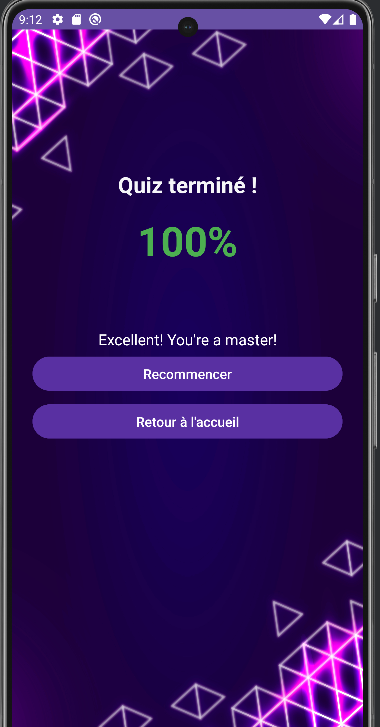 9:12
Quiz terminé !
100%
Excellent! You're a master!
Recommencer
Retour à l'accueil